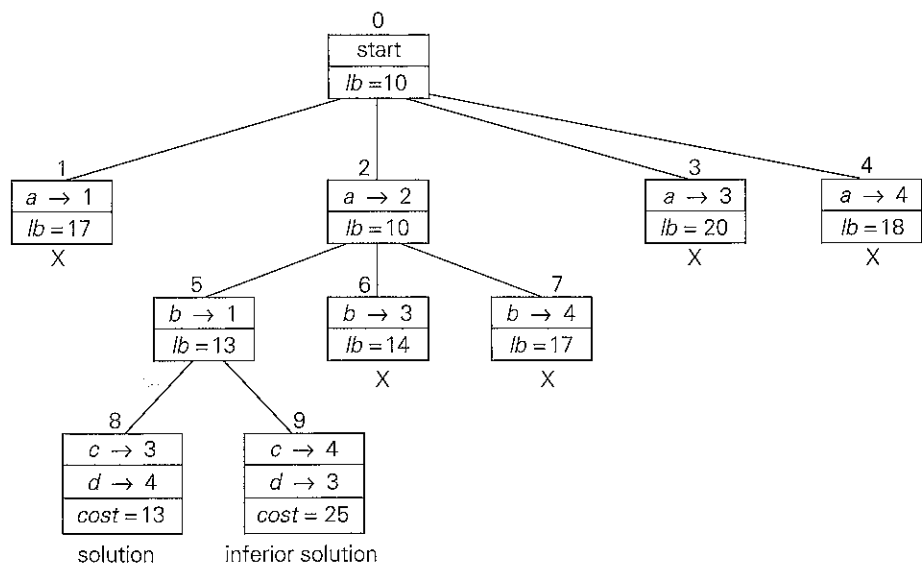 0
start
lb = 10
1
2
3
4
a → 1
a → 2
a → 3
a → 4
lb = 17
lb = 10
lb = 20
lb = 18
X
X
X
5
6
7
b → 1
b → 3
b → 4
lb = 13
lb = 14
lb = 17
X
X
8
9
c → 3
c → 4
d → 4
d → 3
cost = 13
cost = 25
solution
inferior solution